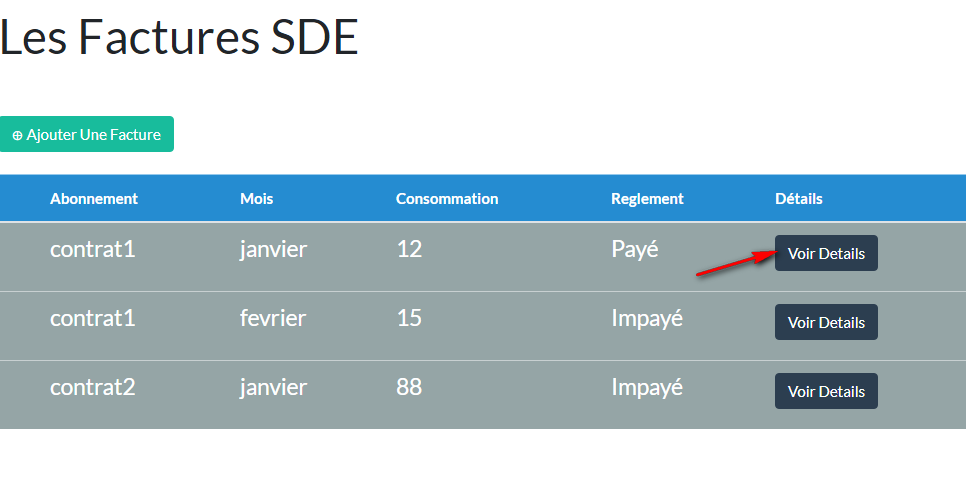 Les Factures SDE
⊕ Ajouter Une Facture
Abonnement Mois Consommation Reglement Détails
contrat1 janvier 12 Payé Voir Details
contrat1 fevrier 15 Impayé Voir Details
contrat2 janvier 88 Impayé Voir Details